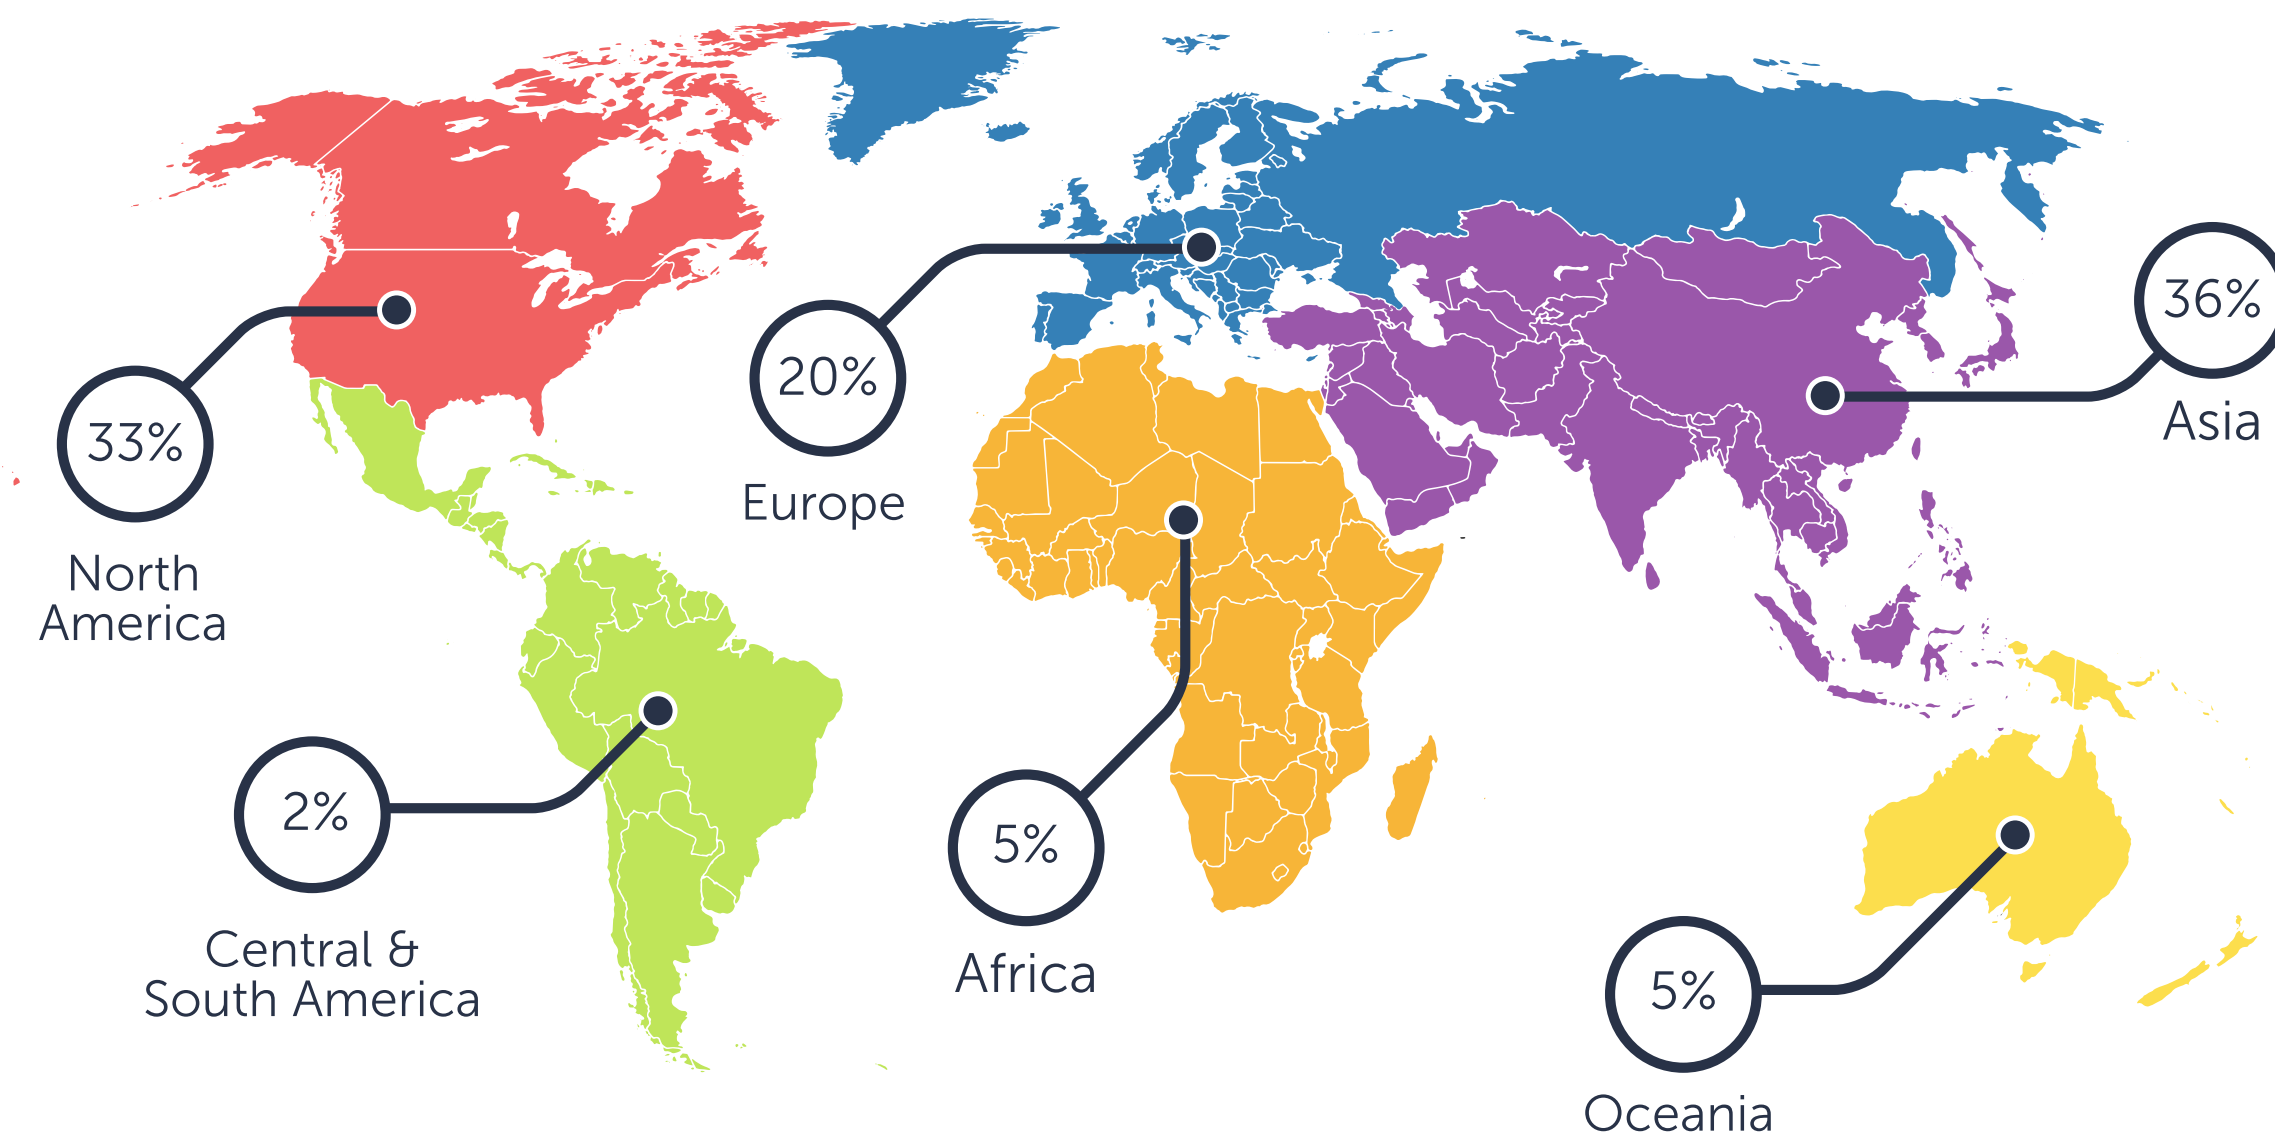 33%
North
America
20%
Europe
36%
Asia
2%
Central &
South America
5%
Africa
5%
Oceania